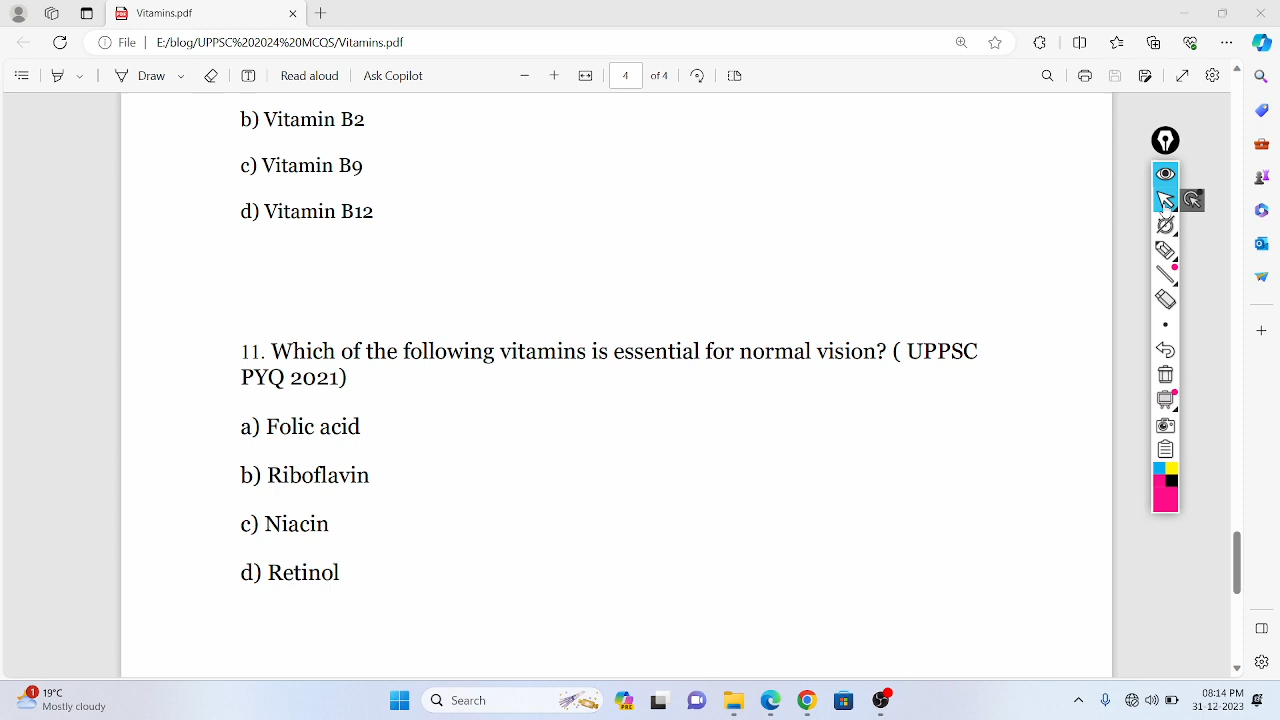 Vitamins.pdf
File
E:/blog/UPPSC%202024%20MCQS/Vitamins.pdf
Draw
Read aloud
Ask Copilot
4
of 4
b) Vitamin B2
c) Vitamin B9
d) Vitamin B12
11. Which of the following vitamins is essential for normal vision? ( UPPSC
PYQ 2021)
a) Folic acid
b) Riboflavin
c) Niacin
d) Retinol
1
19°C
Mostly cloudy
Search
PRE
08:14 PM
31-12-2023